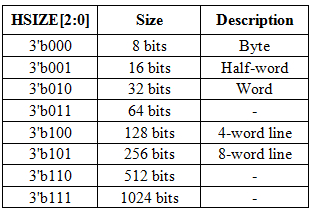 HSIZE[2:0] Size Description
3'b000 8 bits Byte
3'b001 16 bits Half-word
3'b010 32 bits Word
3'b011 64 bits -
3'b100 128 bits 4-word line
3'b101 256 bits 8-word line
3'b110 512 bits -
3'b111 1024 bits -